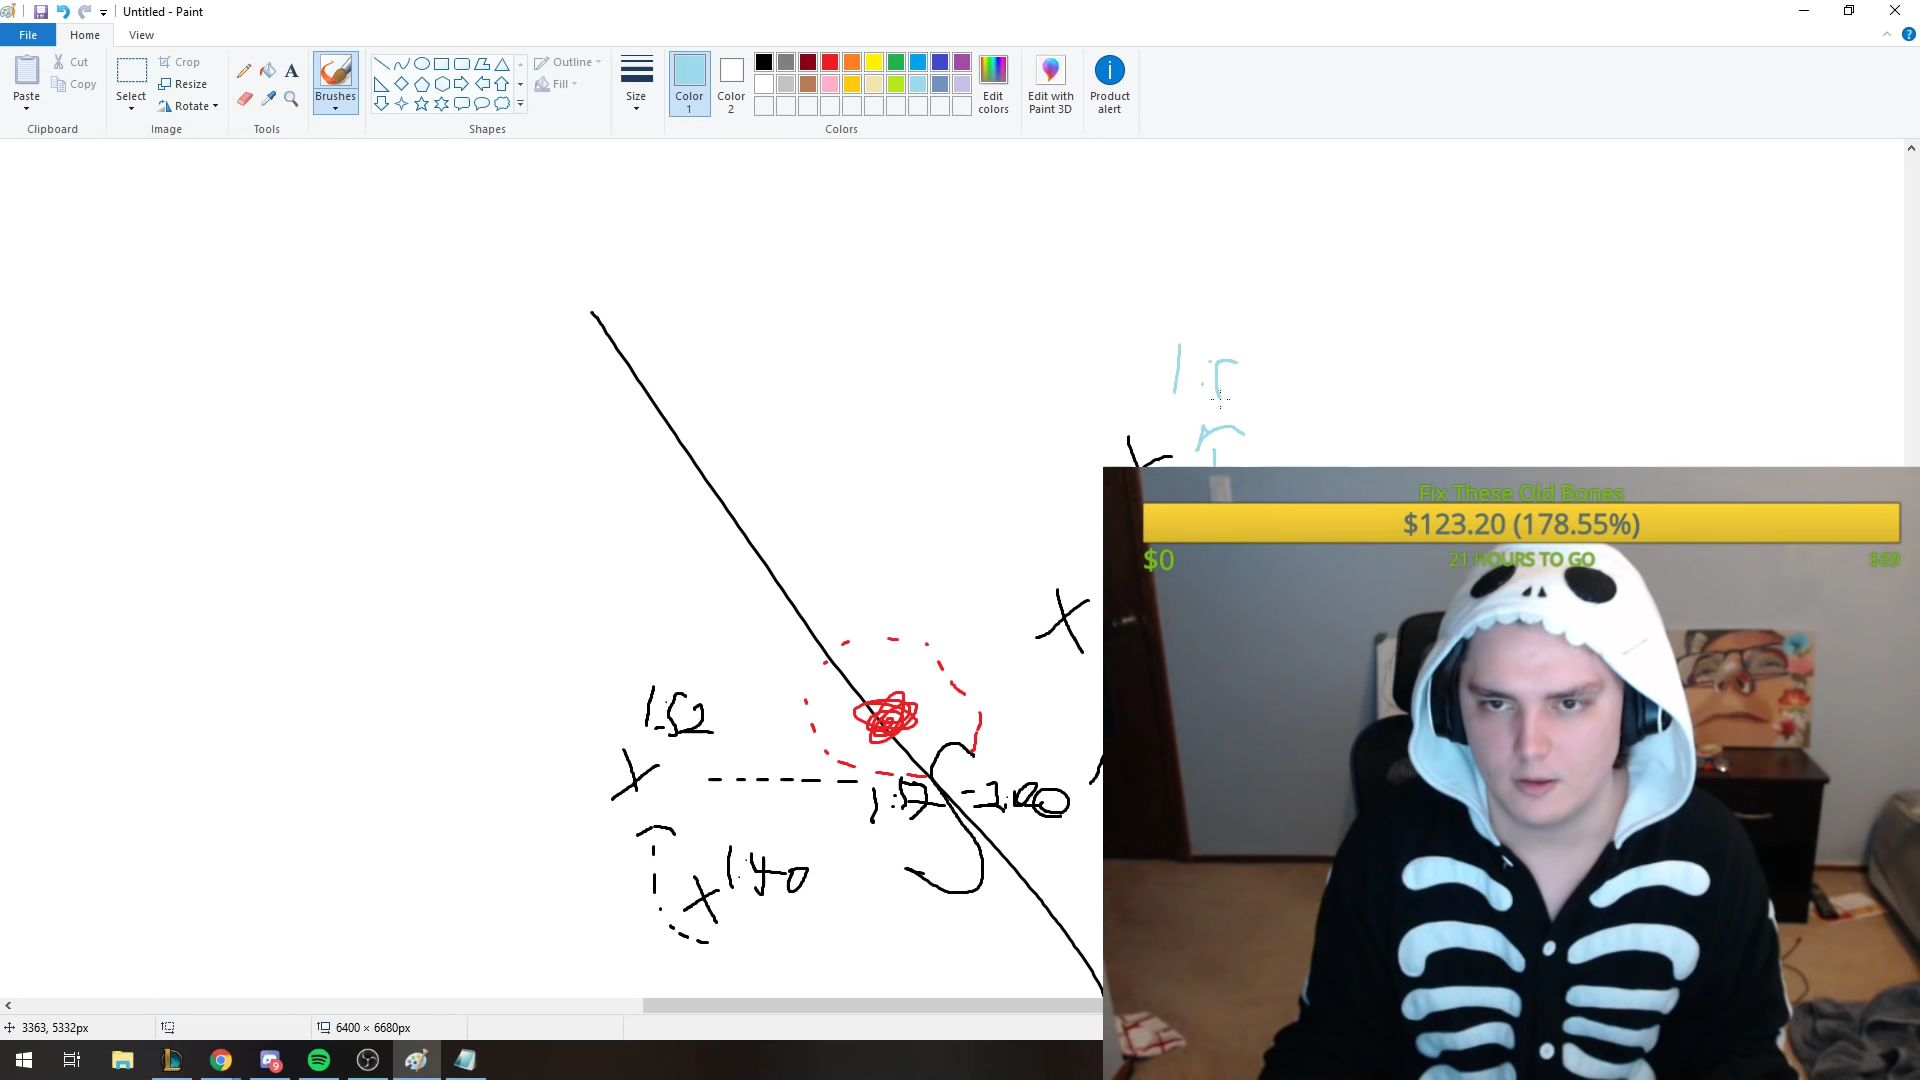 Untitled - Paint
File
Home
View
Paste
Cut
Copy
Clipboard
Select
Crop
Resize
Rotate
Image
Tools
Brushes
Shapes
Outline
Fill
Size
Color 1
Color 2
Colors
Edit colors
Edit with Paint 3D
Product alert
Fix These Old Bones
$123.20 (178.55%)
$0
21 HOURS TO GO
$69
1:52
X
X
X
1:40
3363, 5332px
6400 × 6680px
9